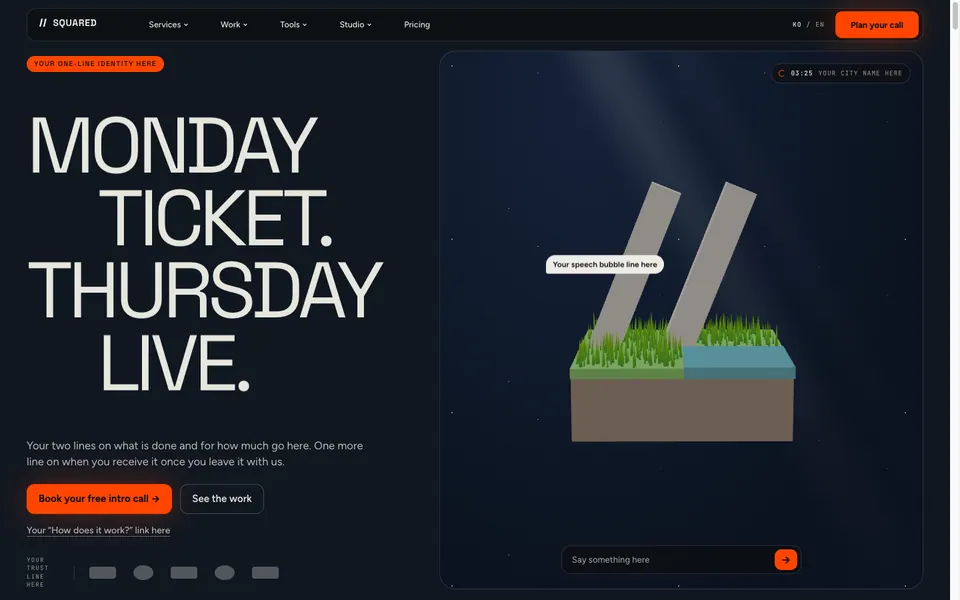 // SQUARED
Services
Work
Tools
Studio
Pricing
KO / EN
Plan your call
YOUR ONE-LINE IDENTITY HERE
03:25 YOUR CITY NAME HERE
MONDAY
TICKET.
THURSDAY
LIVE.
Your speech bubble line here
Your two lines on what is done and for how much go here. One more
line on when you receive it once you leave it with us.
Book your free intro call →
See the work
Your “How does it work?” link here
Say something here
YOUR
TRUST
LINE
HERE